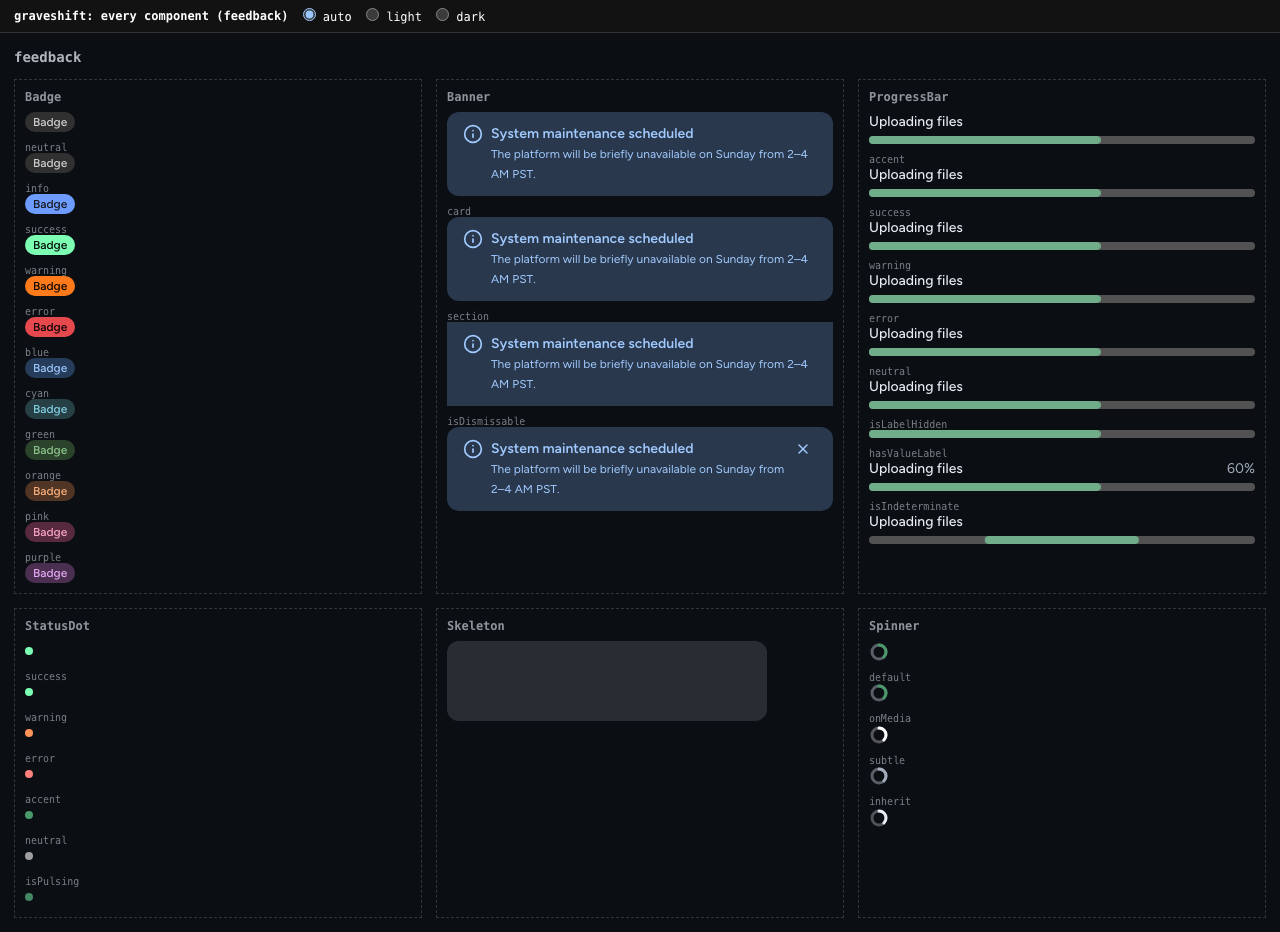 graveshift: every component (feedback) auto light dark
feedback
Badge
Badge
neutral
Badge
info
Badge
success
Badge
warning
Badge
error
Badge
blue
Badge
cyan
Badge
green
Badge
orange
Badge
pink
Badge
purple
Badge
Banner
System maintenance scheduled
The platform will be briefly unavailable on Sunday from 2–4
AM PST.
card
System maintenance scheduled
The platform will be briefly unavailable on Sunday from 2–4
AM PST.
section
System maintenance scheduled
The platform will be briefly unavailable on Sunday from 2–4
AM PST.
isDismissable
System maintenance scheduled
The platform will be briefly unavailable on Sunday from
2–4 AM PST.
ProgressBar
Uploading files
accent
Uploading files
success
Uploading files
warning
Uploading files
error
Uploading files
neutral
Uploading files
isLabelHidden
hasValueLabel
Uploading files 60%
isIndeterminate
Uploading files
StatusDot
success
warning
error
accent
neutral
isPulsing
Skeleton
Spinner
default
onMedia
subtle
inherit